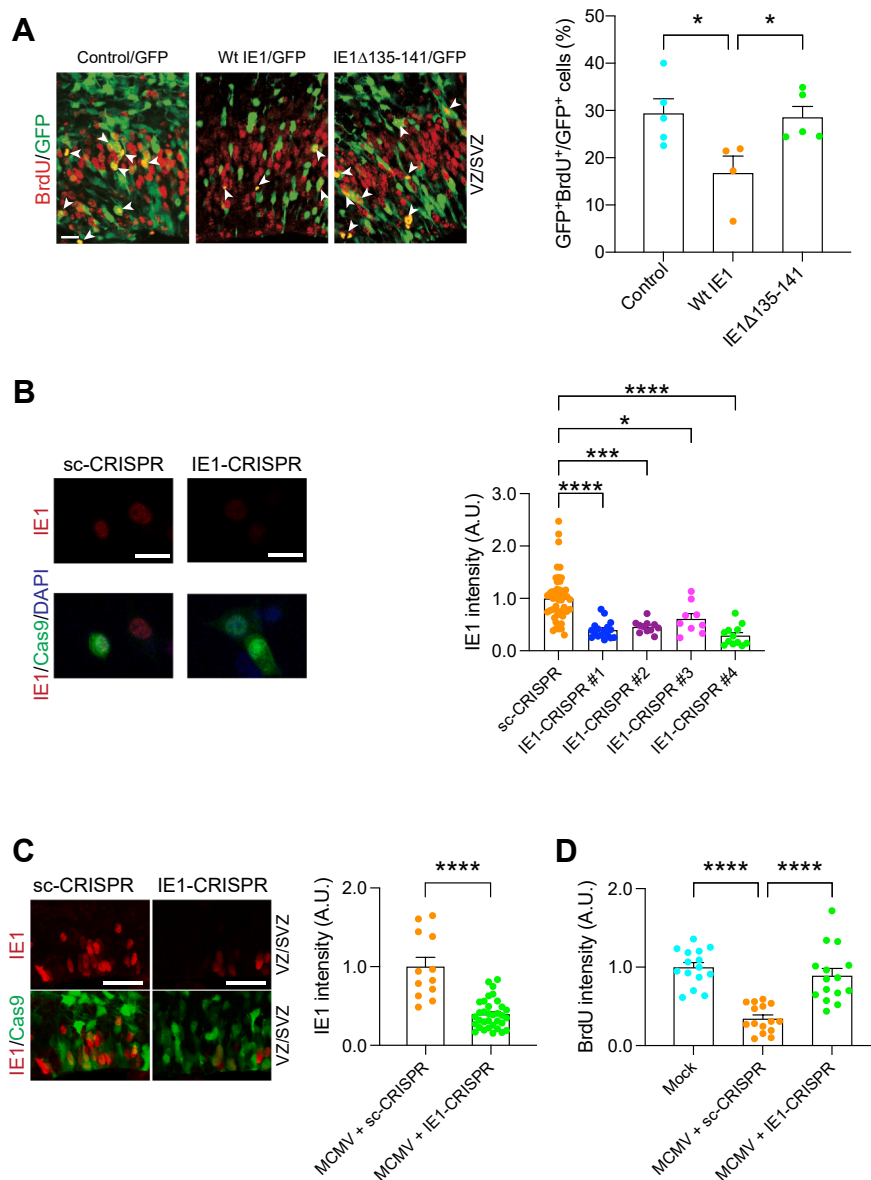 A
Control/GFP
Wt IE1/GFP
IE1Δ135-141/GFP
BrdU/GFP
VZ/SVZ
GFP+BrdU+/GFP+ cells (%)
50
40
30
20
10
0
*
*
Control
Wt IE1
IE1Δ135-141
B
sc-CRISPR
IE1-CRISPR
IE1
IE1/Cas9/DAPI
IE1 intensity (A.U.)
3.0
2.0
1.0
0.0
****
*
***
****
sc-CRISPR
IE1-CRISPR #1
IE1-CRISPR #2
IE1-CRISPR #3
IE1-CRISPR #4
C
sc-CRISPR
IE1-CRISPR
IE1
IE1/Cas9
VZ/SVZ
VZ/SVZ
IE1 intensity (A.U.)
2.0
1.0
0.0
****
MCMV + sc-CRISPR
MCMV + IE1-CRISPR
D
BrdU intensity (A.U.)
2.0
1.0
0.0
****
****
Mock
MCMV + sc-CRISPR
MCMV + IE1-CRISPR